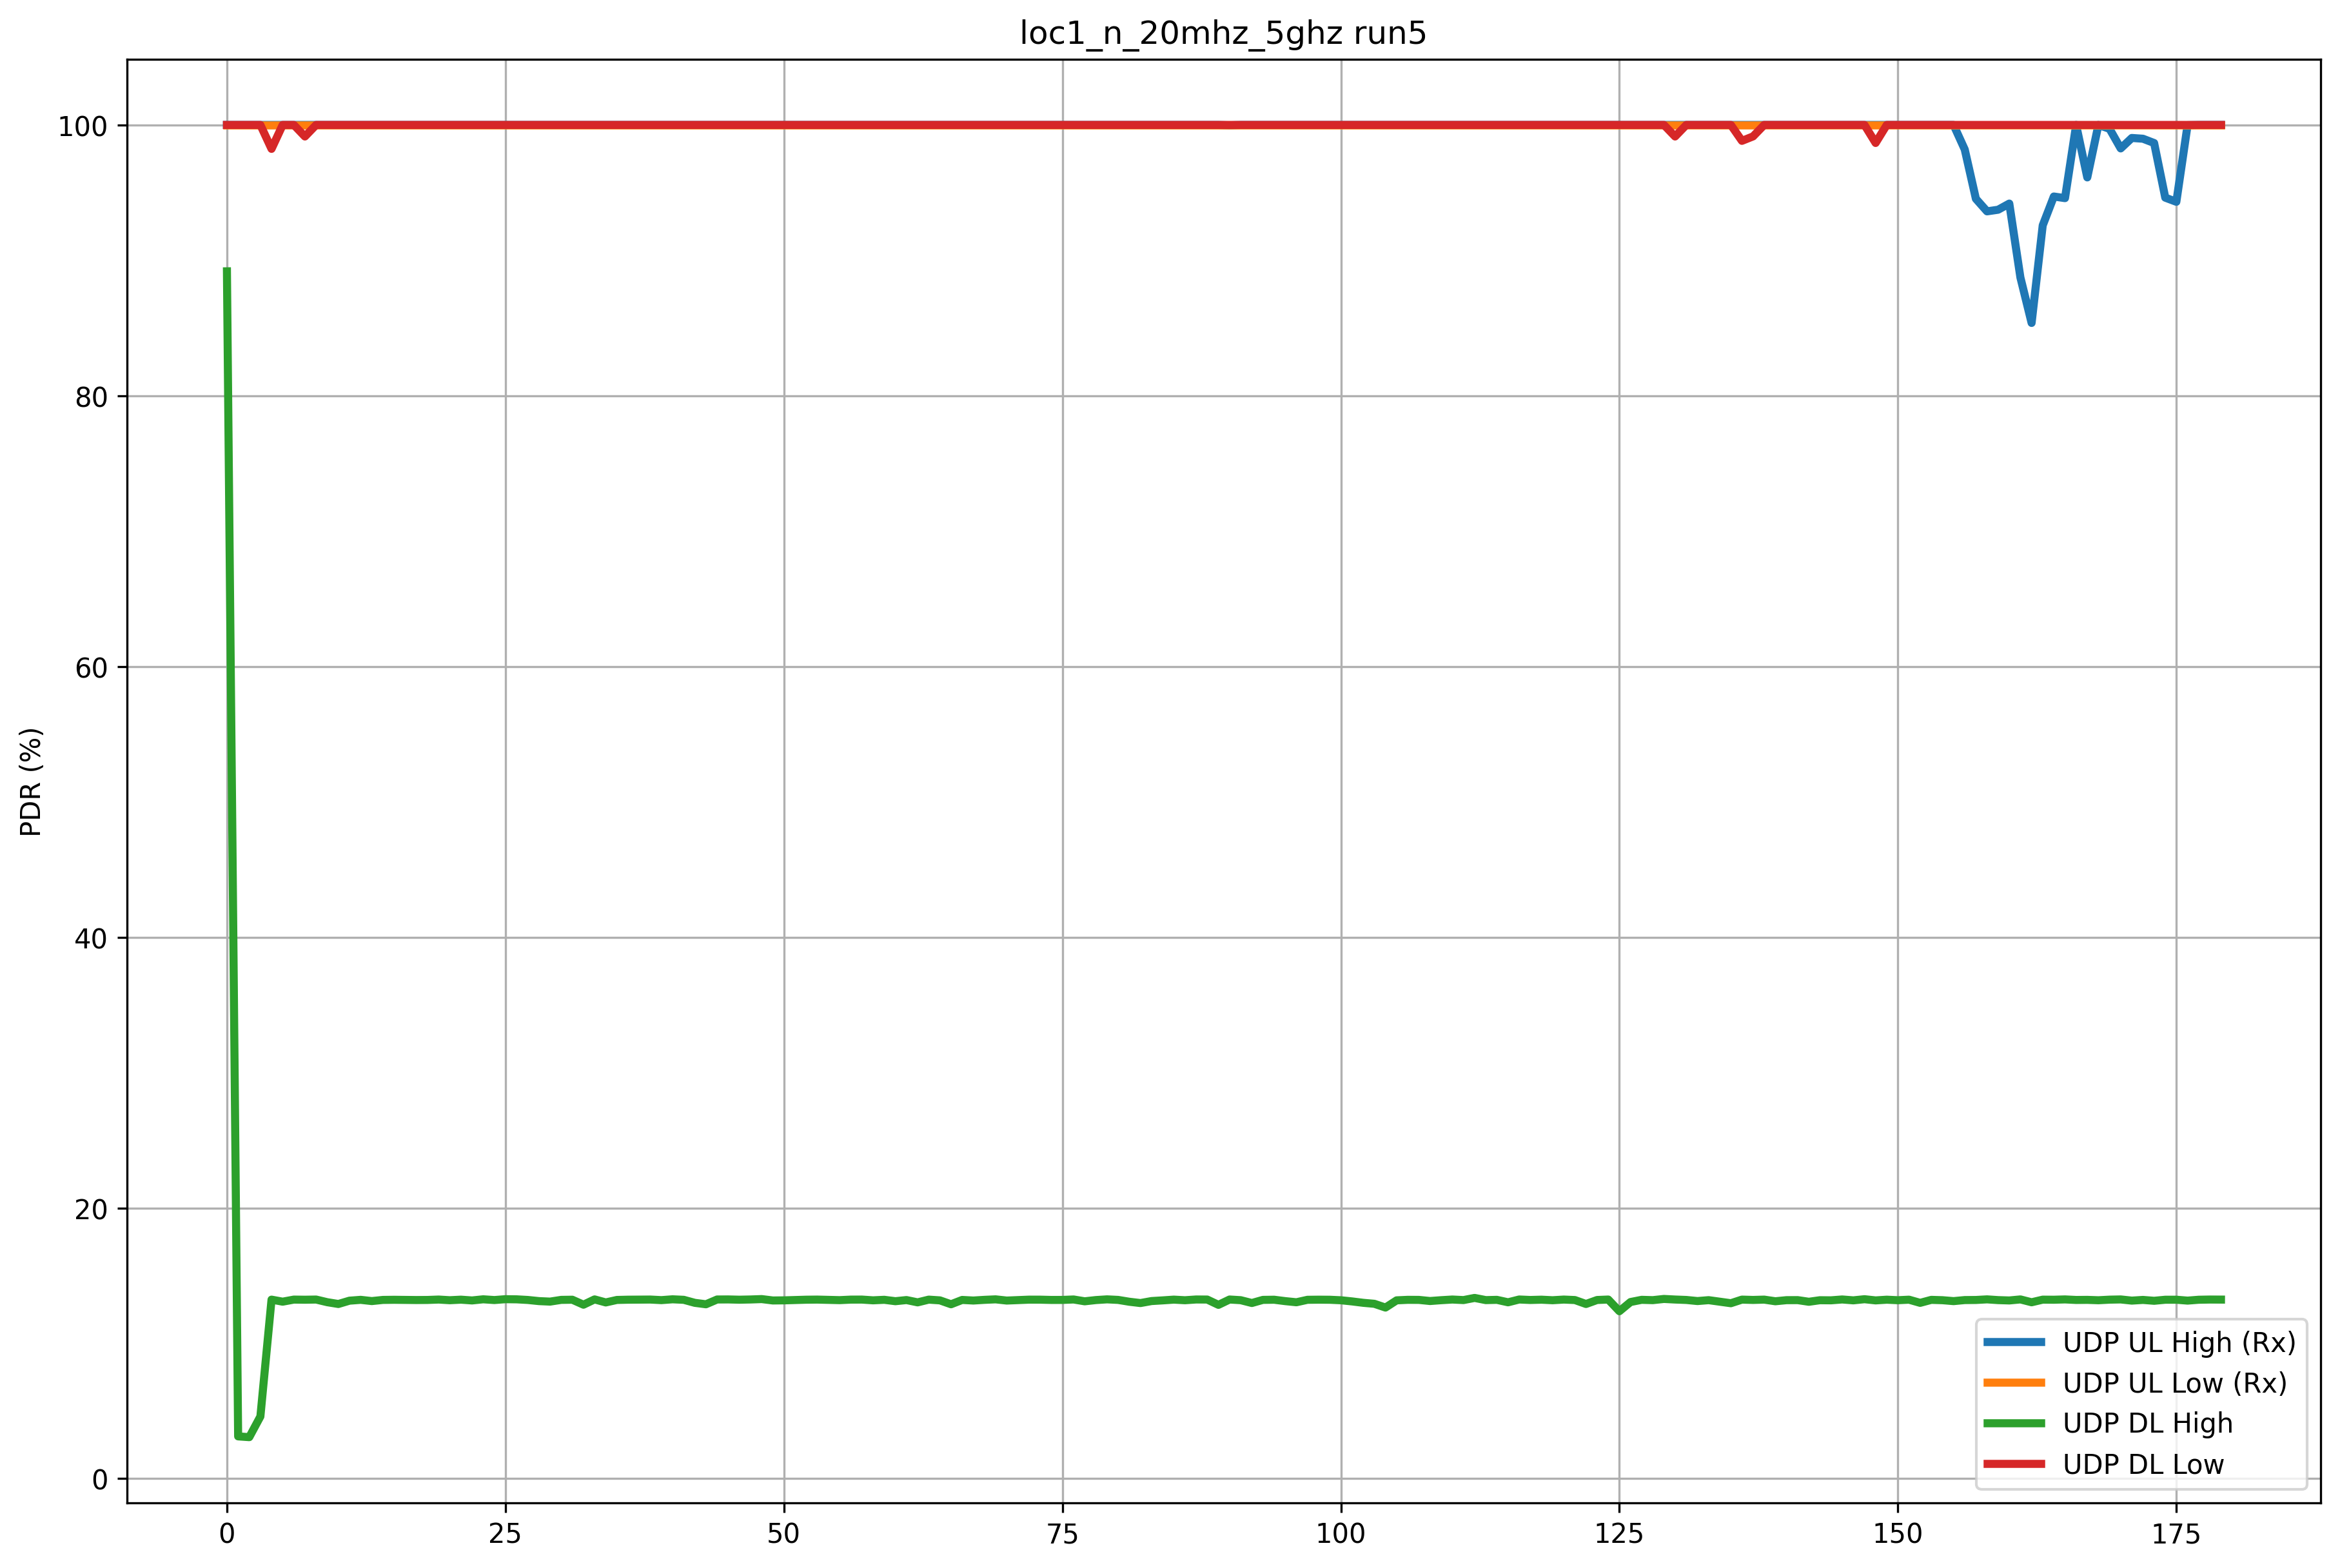 loc1_n_20mhz_5ghz run5
100
80
60
40
20
0
PDR (%)
0 25 50 75 100 125 150 175
UDP UL High (Rx)
UDP UL Low (Rx)
UDP DL High
UDP DL Low